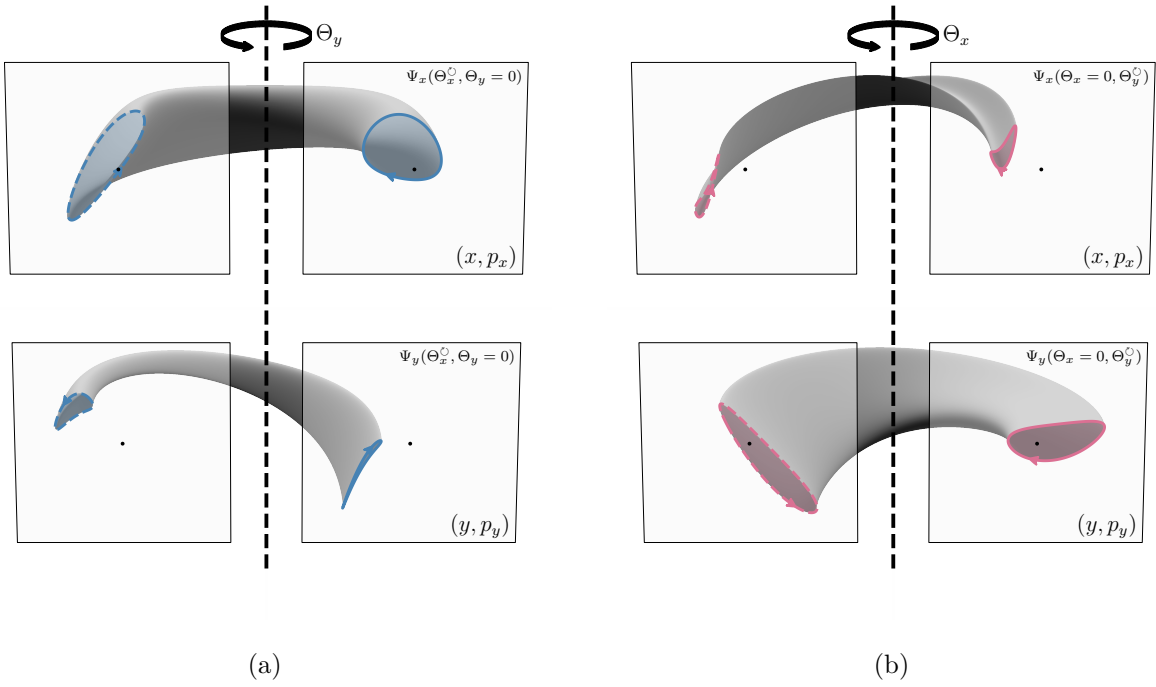 Θ_y
Ψ_x(Θ_x^↻, Θ_y = 0)
(x, p_x)
Ψ_y(Θ_x^↻, Θ_y = 0)
(y, p_y)
(a)
Θ_x
Ψ_x(Θ_x = 0, Θ_y^↻)
(x, p_x)
Ψ_y(Θ_x = 0, Θ_y^↻)
(y, p_y)
(b)